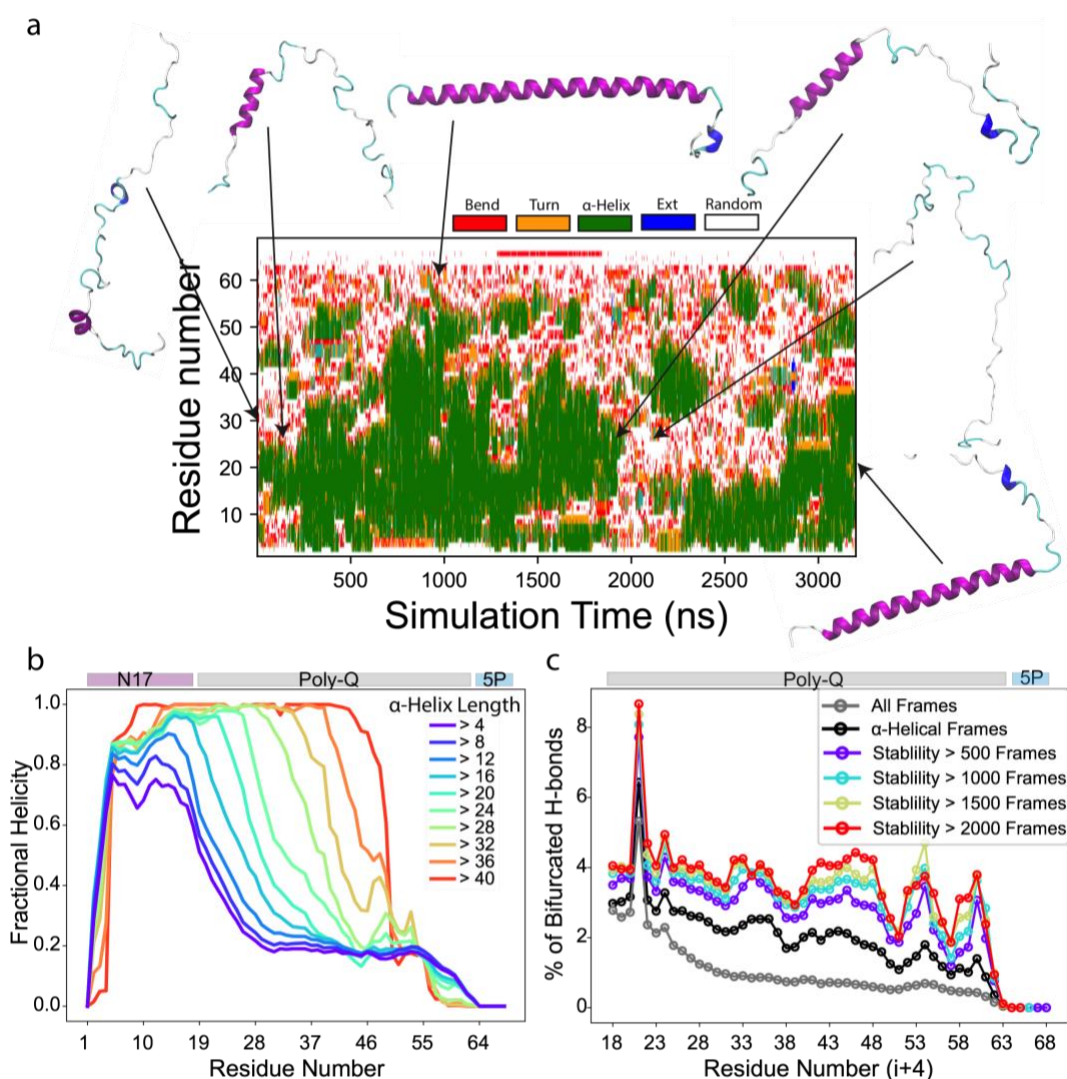 a
Bend Turn α-Helix Ext Random
Residue number
60
50
40
30
20
10
500 1000 1500 2000 2500 3000
Simulation Time (ns)
b
N17 Poly-Q 5P
Fractional Helicity
1.0
0.8
0.6
0.4
0.2
0.0
α-Helix Length
> 4
> 8
> 12
> 16
> 20
> 24
> 28
> 32
> 36
> 40
1 10 19 28 37 46 55 64
Residue Number
c
Poly-Q 5P
% of Bifurcated H-bonds
8
6
4
2
0
All Frames
α-Helical Frames
Stablility > 500 Frames
Stablility > 1000 Frames
Stablility > 1500 Frames
Stablility > 2000 Frames
18 23 28 33 38 43 48 53 58 63 68
Residue Number (i+4)